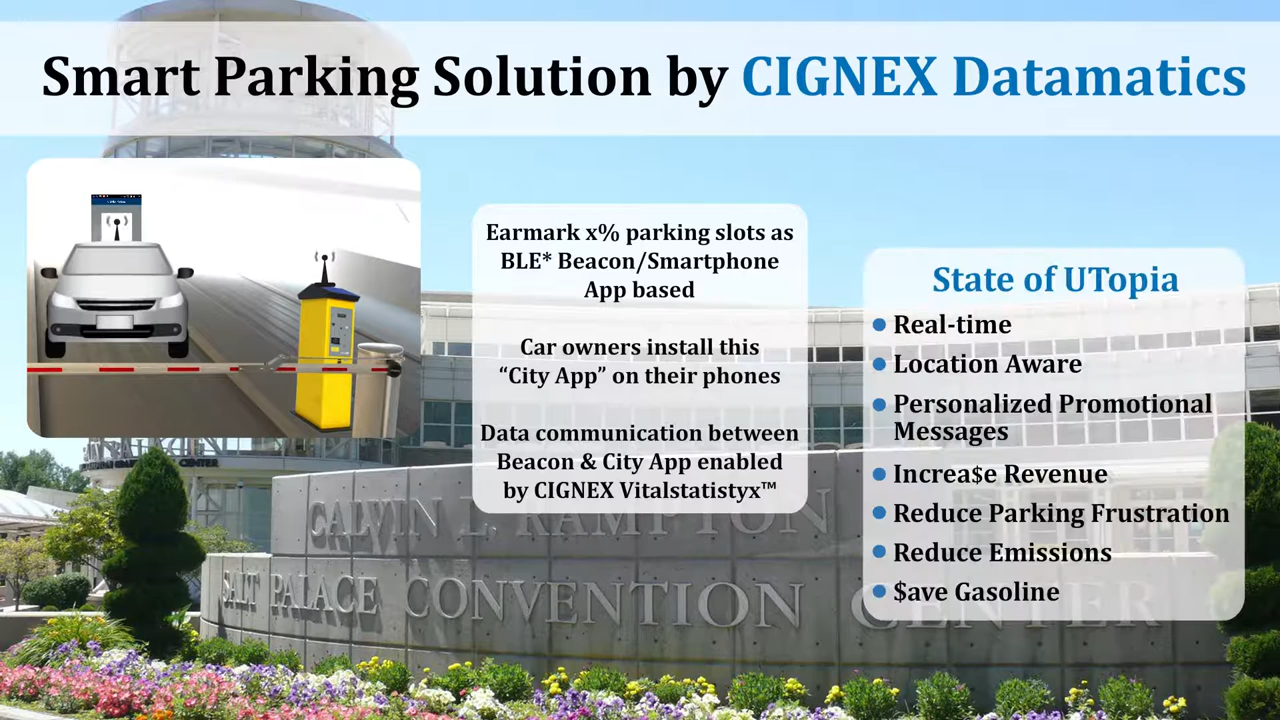 Smart Parking Solution by CIGNEX Datamatics
Earmark x% parking slots as
BLE* Beacon/Smartphone
App based
Car owners install this
“City App” on their phones
Data communication between
Beacon & City App enabled
by CIGNEX Vitalstatistyx™
State of UTopia
Real-time
Location Aware
Personalized Promotional
Messages
Increa$e Revenue
Reduce Parking Frustration
Reduce Emissions
$ave Gasoline
CENTER
CALVIN L. RAMPTON
SALT PALACE CONVENTION CENTER